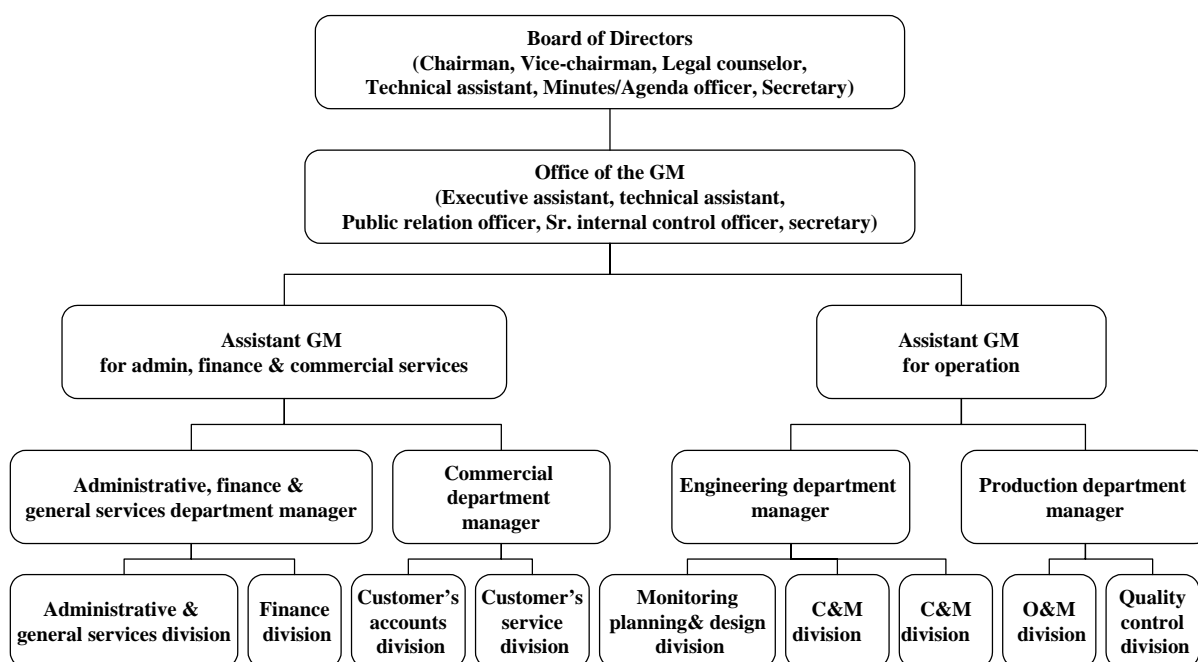 Board of Directors
(Chairman, Vice-chairman, Legal counselor,
Technical assistant, Minutes/Agenda officer, Secretary)
Office of the GM
(Executive assistant, technical assistant,
Public relation officer, Sr. internal control officer, secretary)
Assistant GM
for admin, finance & commercial services
Assistant GM
for operation
Administrative, finance &
general services department manager
Commercial
department
manager
Engineering department
manager
Production department
manager
Administrative &
general services division
Finance
division
Customer's
accounts
division
Customer's
service
division
Monitoring
planning& design
division
C&M
division
C&M
division
O&M
division
Quality
control
division